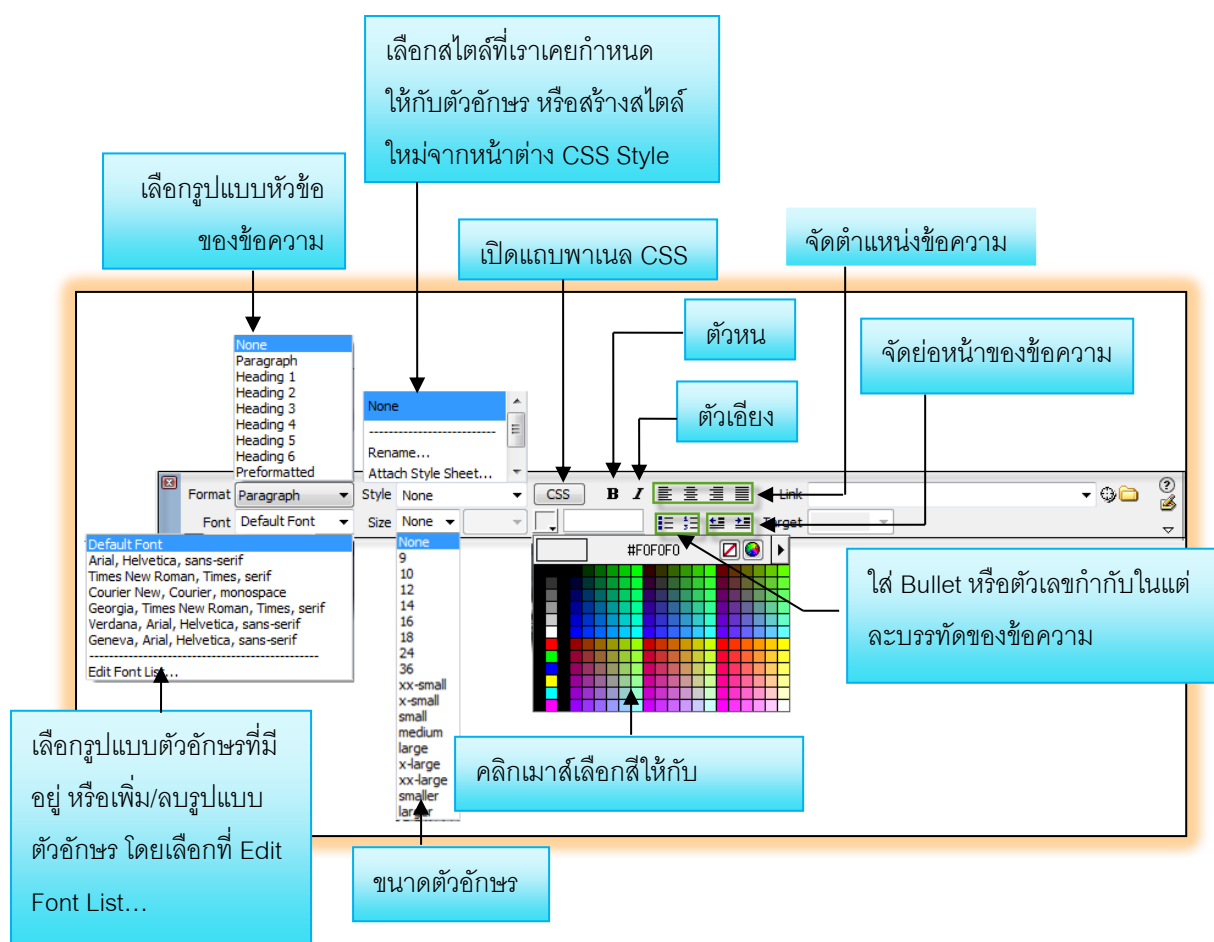 เลือกสไตล์ที่เราเคยกำหนด
ให้กับตัวอักษร หรือสร้างสไตล์
ใหม่จากหน้าต่าง CSS Style
เลือกรูปแบบหัวข้อ
ของข้อความ
เปิดแถบพาเนล CSS
จัดตำแหน่งข้อความ
ตัวหน
จัดย่อหน้าของข้อความ
ตัวเอียง
None
Paragraph
Heading 1
Heading 2
Heading 3
Heading 4
Heading 5
Heading 6
Preformatted
None
Rename...
Attach Style Sheet...
Format Paragraph Style None CSS B I Link
Font Default Font Size None Target
Default Font
Arial, Helvetica, sans-serif
Times New Roman, Times, serif
Courier New, Courier, monospace
Georgia, Times New Roman, Times, serif
Verdana, Arial, Helvetica, sans-serif
Geneva, Arial, Helvetica, sans-serif
Edit Font List...
None
9
10
12
14
16
18
24
36
xx-small
x-small
small
medium
large
x-large
xx-large
smaller
larger
#F0F0F0
ใส่ Bullet หรือตัวเลขกำกับในแต่
ละบรรทัดของข้อความ
เลือกรูปแบบตัวอักษรที่มี
อยู่ หรือเพิ่ม/ลบรูปแบบ
ตัวอักษร โดยเลือกที่ Edit
Font List…
คลิกเมาส์เลือกสีให้กับ
ขนาดตัวอักษร